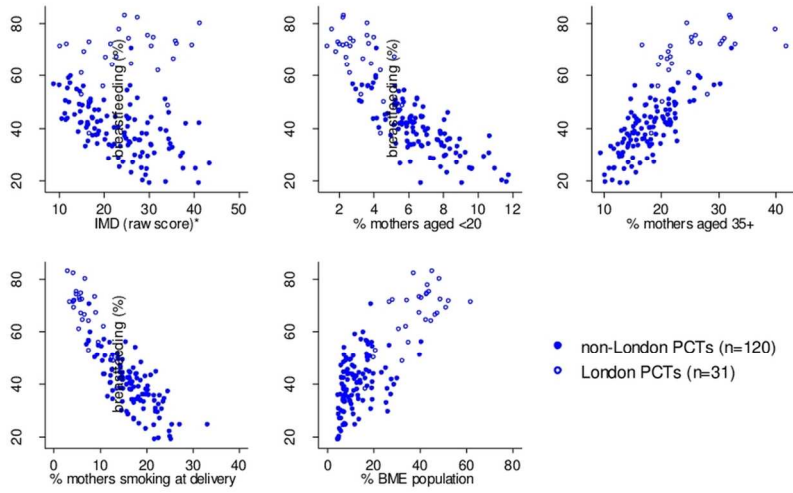 80
60
40
20
breastfeeding (%)
10 20 30 40 50
IMD (raw score)*
80
60
40
20
breastfeeding (%)
2 4 6 8 10 12
% mothers aged <20
80
60
40
20
10 20 30 40
% mothers aged 35+
80
60
40
20
breastfeeding (%)
0 10 20 30 40
% mothers smoking at delivery
80
60
40
20
0 20 40 60 80
% BME population
non-London PCTs (n=120)
London PCTs (n=31)